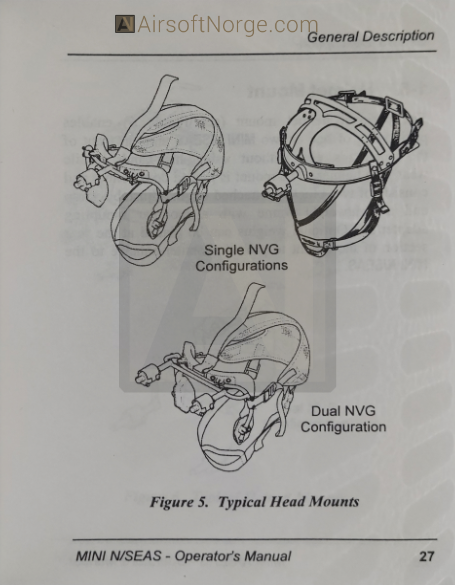 AirsoftNorge.com
General Description
Single NVG
Configurations
Dual NVG
Configuration
Figure 5. Typical Head Mounts
MINI N/SEAS - Operator's Manual 27